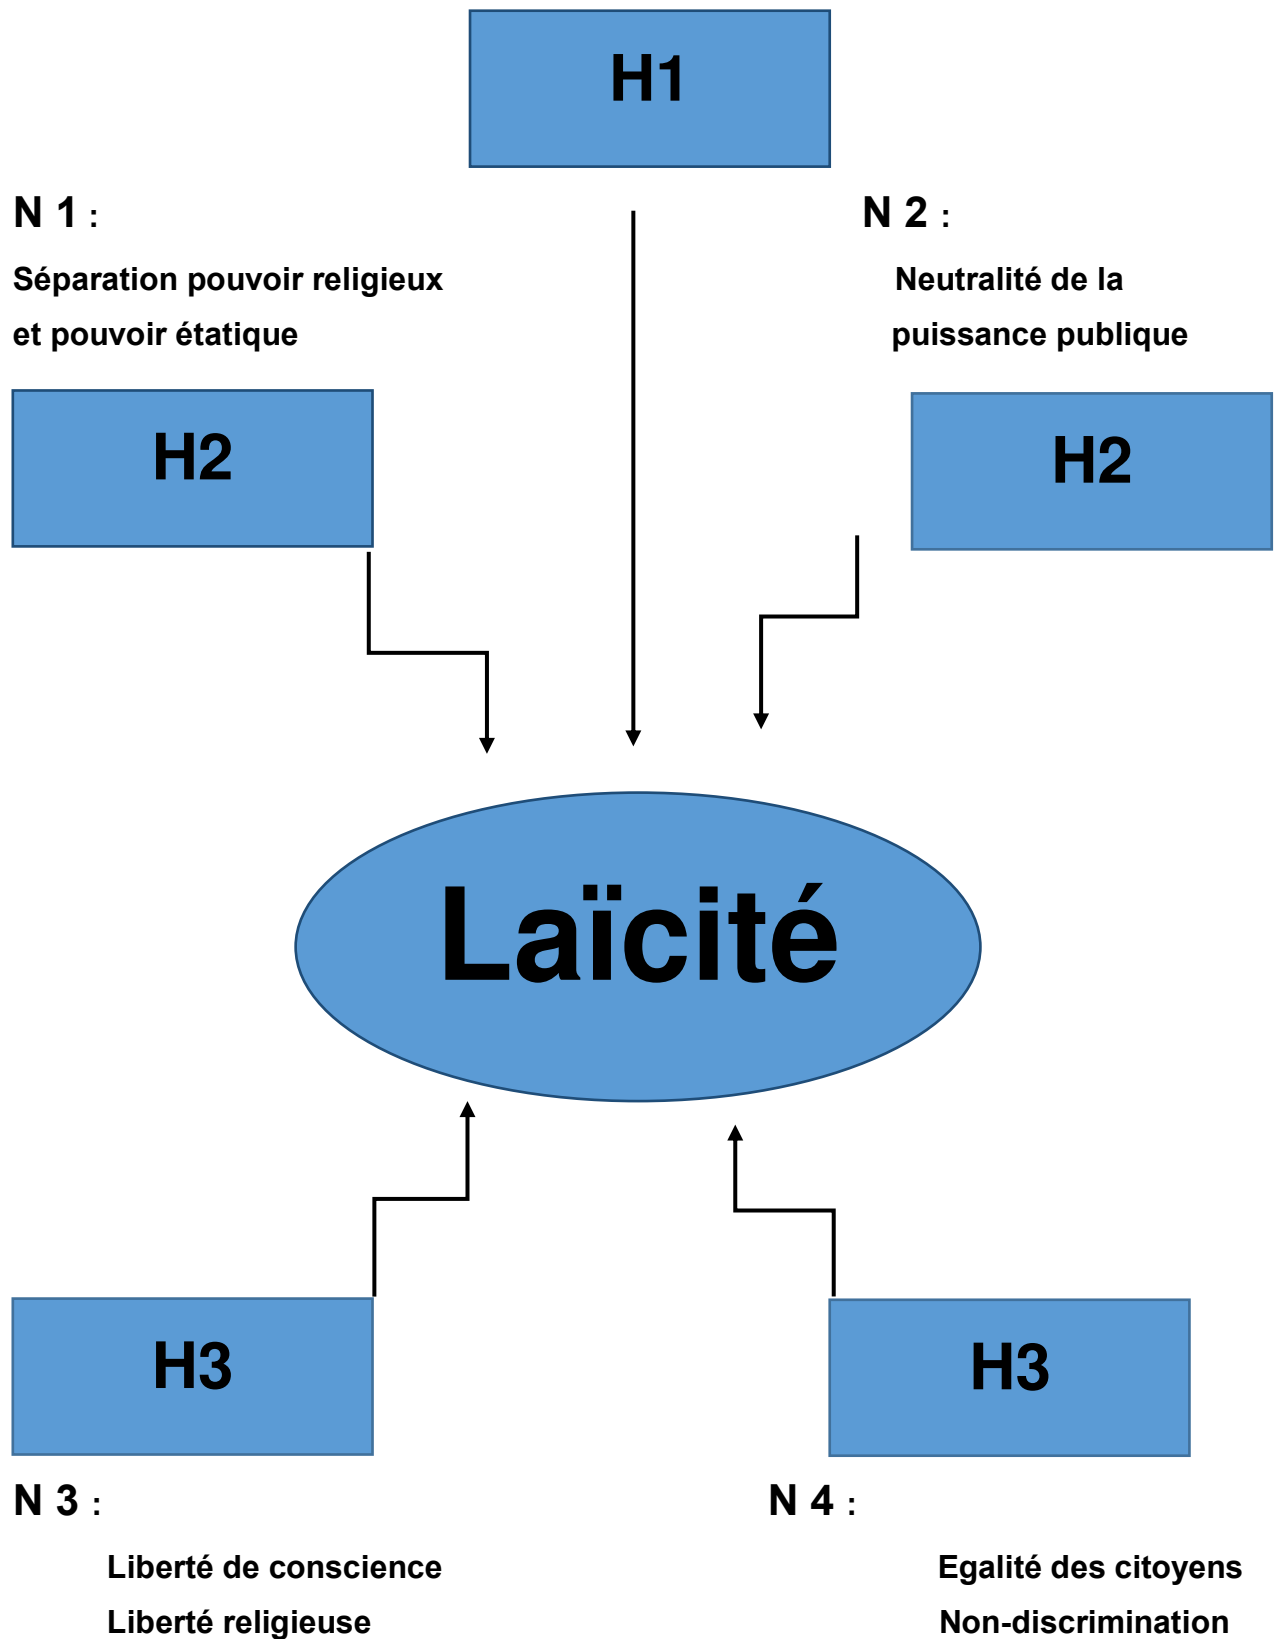 H1
N 1 :
N 2 :
Séparation pouvoir religieux
et pouvoir étatique
Neutralité de la
puissance publique
H2
H2
Laïcité
H3
H3
N 3 :
N 4 :
Liberté de conscience
Liberté religieuse
Egalité des citoyens
Non-discrimination